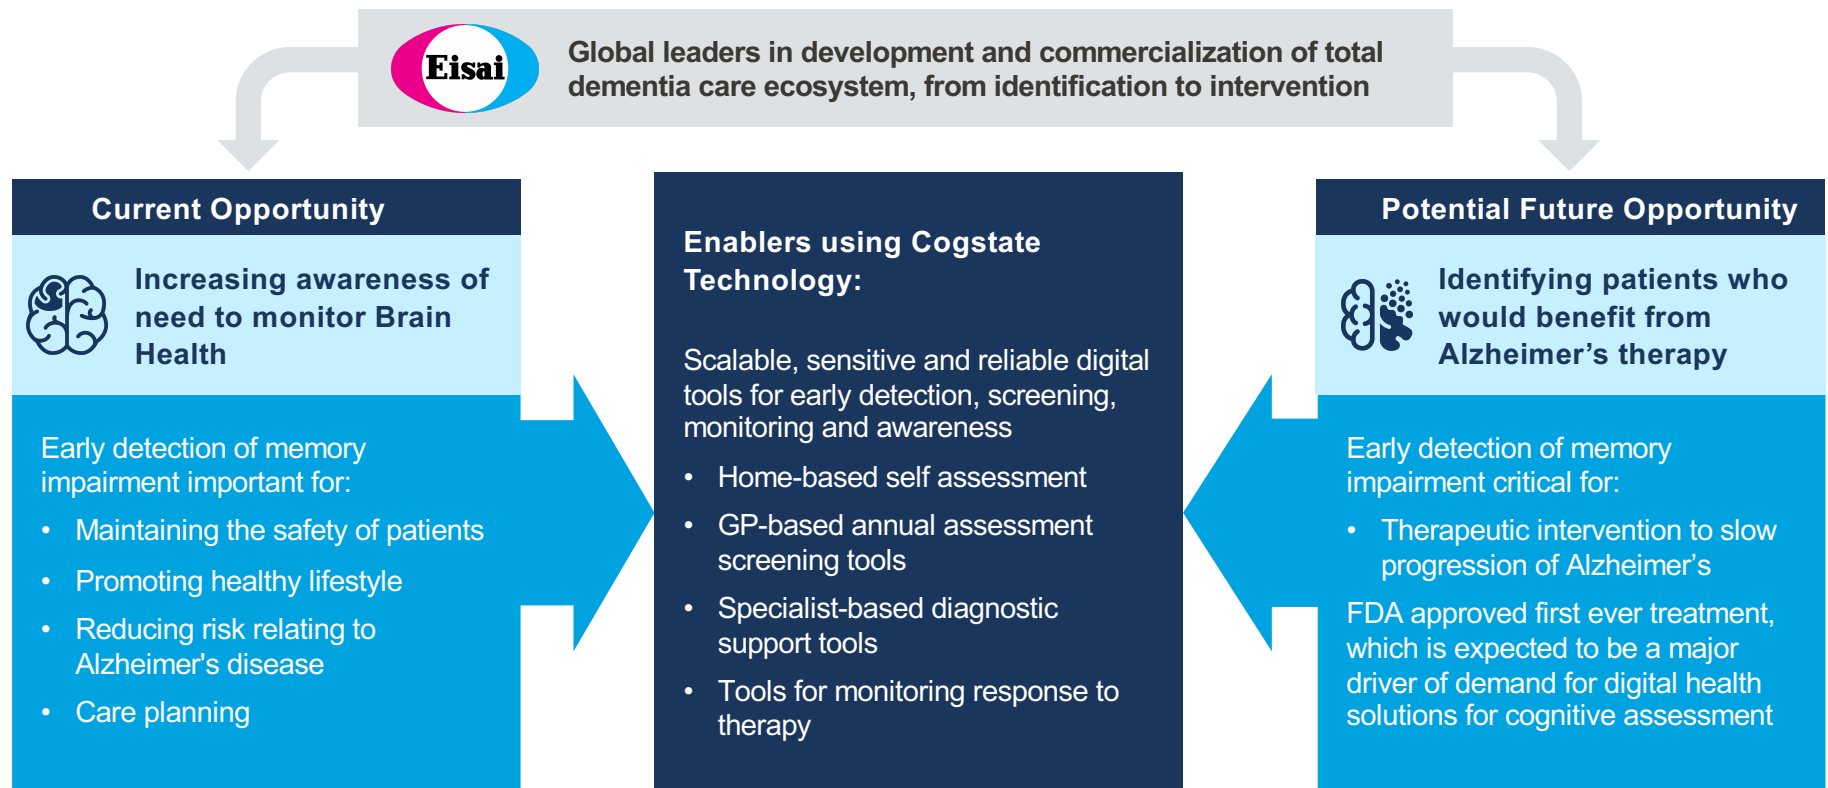 Eisai
Global leaders in development and commercialization of total
dementia care ecosystem, from identification to intervention
Current Opportunity
Increasing awareness of
need to monitor Brain
Health
Early detection of memory
impairment important for:
• Maintaining the safety of patients
• Promoting healthy lifestyle
• Reducing risk relating to
Alzheimer's disease
• Care planning
Enablers using Cogstate
Technology:
Scalable, sensitive and reliable digital
tools for early detection, screening,
monitoring and awareness
• Home-based self assessment
• GP-based annual assessment
screening tools
• Specialist-based diagnostic
support tools
• Tools for monitoring response to
therapy
Potential Future Opportunity
Identifying patients who
would benefit from
Alzheimer’s therapy
Early detection of memory
impairment critical for:
• Therapeutic intervention to slow
progression of Alzheimer’s
FDA approved first ever treatment,
which is expected to be a major
driver of demand for digital health
solutions for cognitive assessment